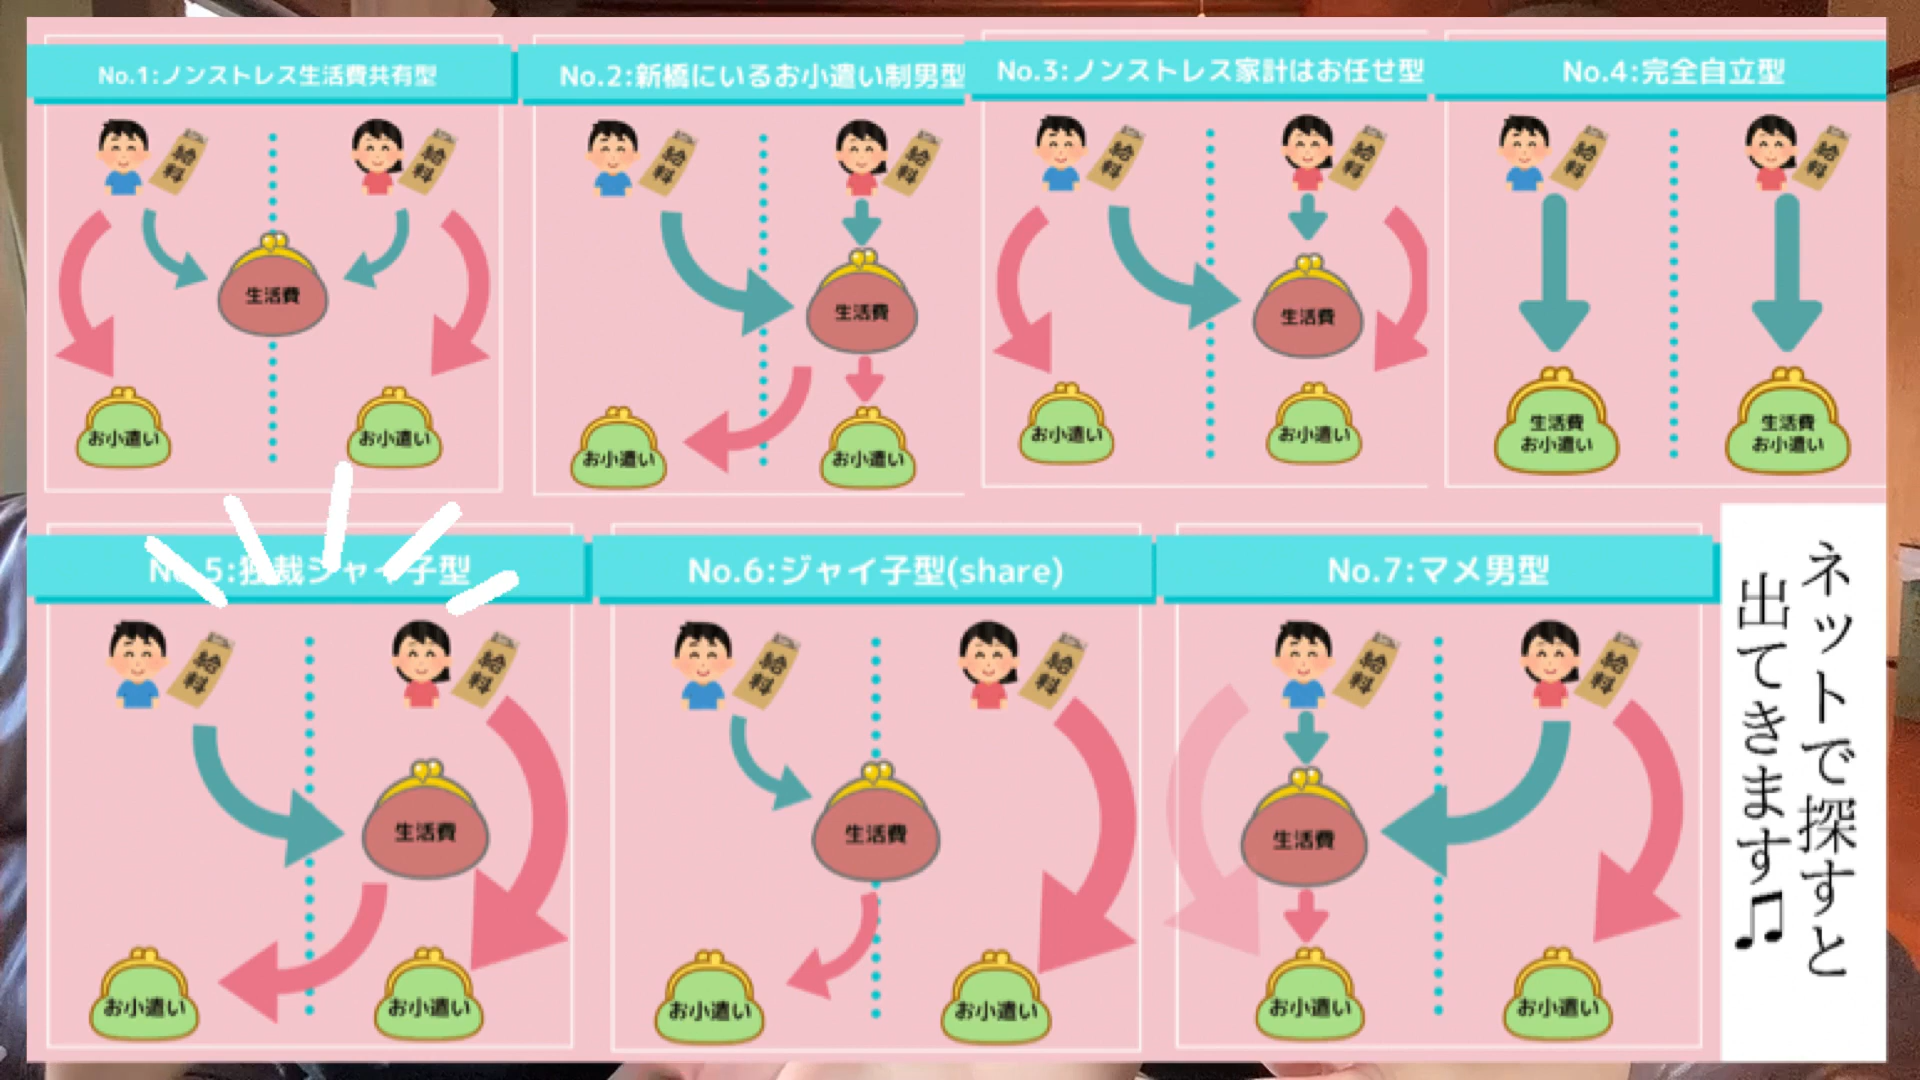 No.1:ノンストレス生活費共有型
給料
給料
生活費
お小遣い
お小遣い
No.2:新橋にいるお小遣い制男型
給料
給料
生活費
お小遣い
お小遣い
No.3:ノンストレス家計はお任せ型
給料
給料
生活費
お小遣い
お小遣い
No.4:完全自立型
給料
給料
生活費
お小遣い
生活費
お小遣い
No.5:独裁ジャイ子型
給料
給料
生活費
お小遣い
お小遣い
No.6:ジャイ子型(share)
給料
給料
生活費
お小遣い
お小遣い
No.7:マメ男型
給料
給料
生活費
お小遣い
お小遣い
ネットで探すと
出てきます♫